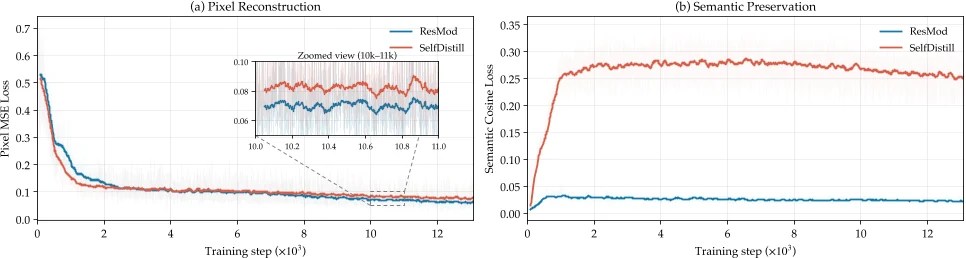 (a) Pixel Reconstruction
Pixel MSE Loss
0.7
0.6
0.5
0.4
0.3
0.2
0.1
0.0
0 2 4 6 8 10 12
Training step (×10³)
ResMod
SelfDistill
Zoomed view (10k–11k)
0.10
0.08
0.06
10.0 10.2 10.4 10.6 10.8 11.0
(b) Semantic Preservation
Semantic Cosine Loss
0.35
0.30
0.25
0.20
0.15
0.10
0.05
0.00
0 2 4 6 8 10 12
Training step (×10³)
ResMod
SelfDistill